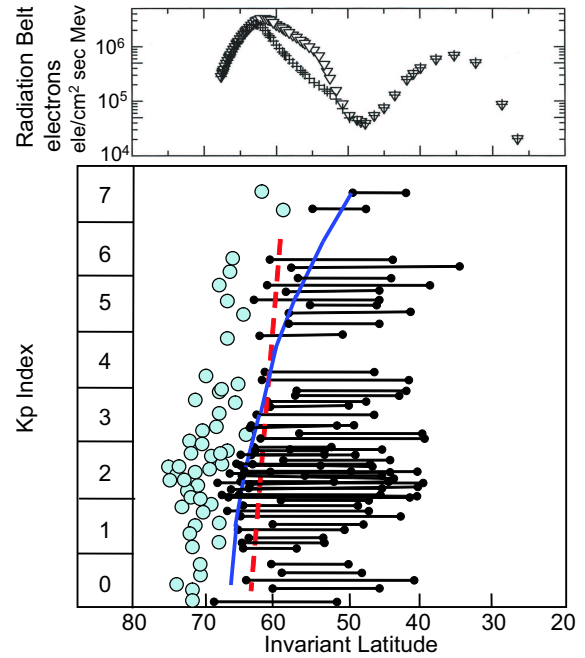 Radiation Belt
electrons
ele/cm² sec Mev
10⁶
10⁵
10⁴
Kp Index
7
6
5
4
3
2
1
0
80 70 60 50 40 30 20
Invariant Latitude